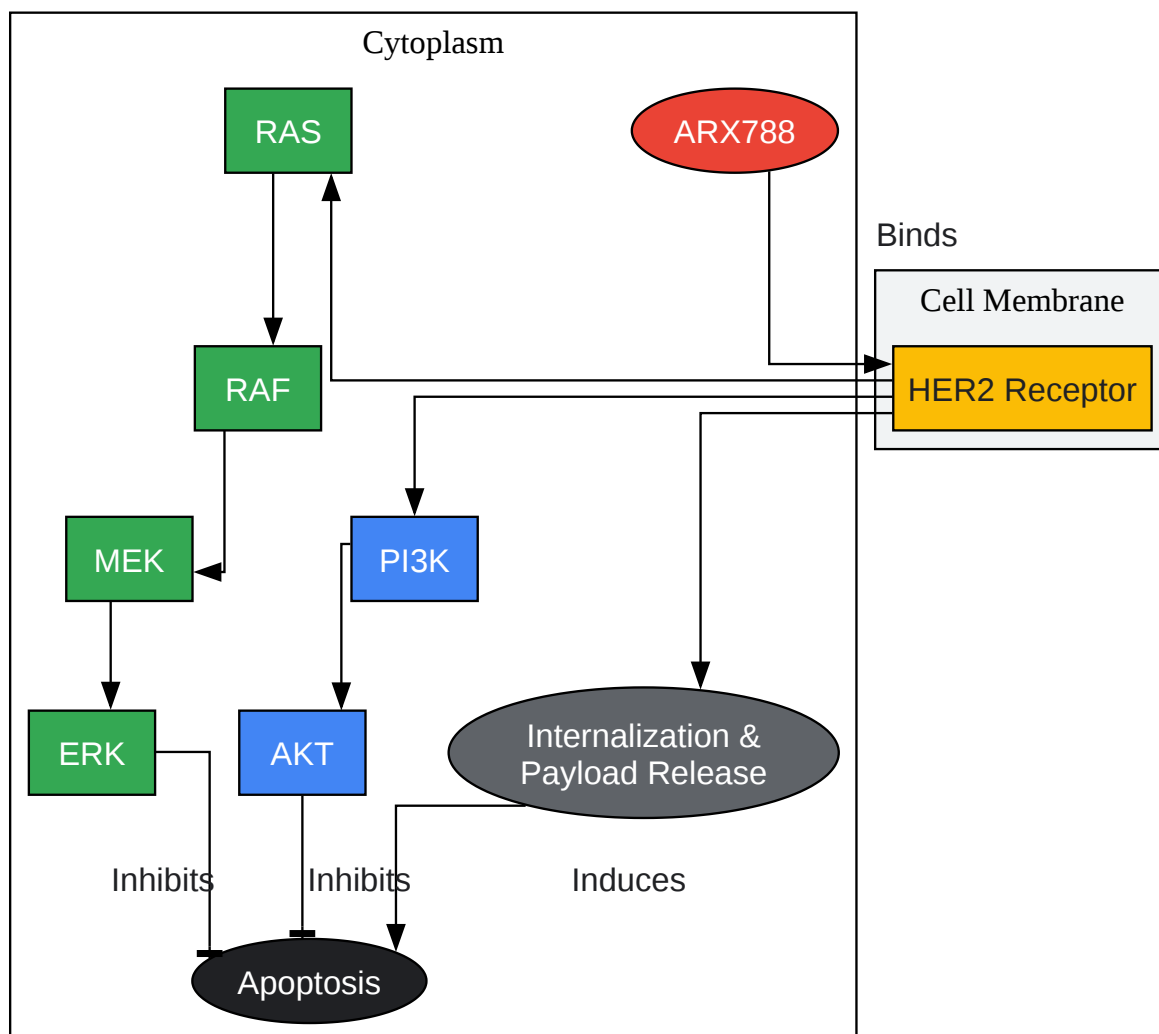 Cytoplasm
RAS
ARX788
Binds
Cell Membrane
RAF
HER2 Receptor
MEK
PI3K
ERK
AKT
Internalization &
Payload Release
Inhibits
Inhibits
Induces
Apoptosis